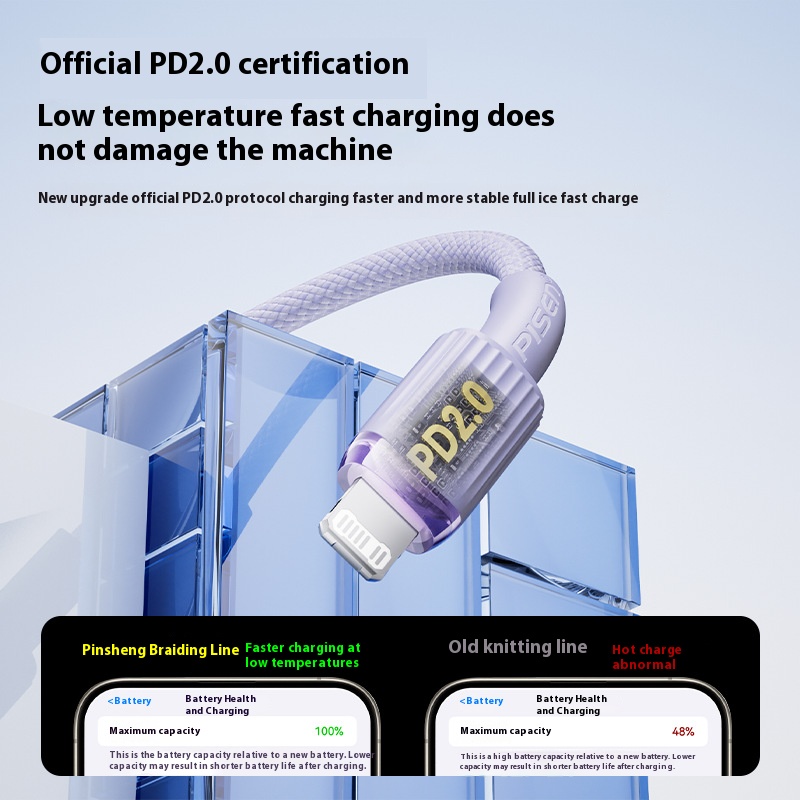 Official PD2.0 certification
Low temperature fast charging does
not damage the machine
New upgrade official PD2.0 protocol charging faster and more stable full ice fast charge
PISEN
PD2.0
Pinsheng Braiding Line
Faster charging at
low temperatures
Old knitting line
Hot charge
abnormal
<Battery
Battery Health
and Charging
Maximum capacity
100%
This is the battery capacity relative to a new battery. Lower
capacity may result in shorter battery life after charging.
<Battery
Battery Health
and Charging
Maximum capacity
48%
This is a high battery capacity relative to a new battery. Lower
capacity may result in shorter battery life after charging.